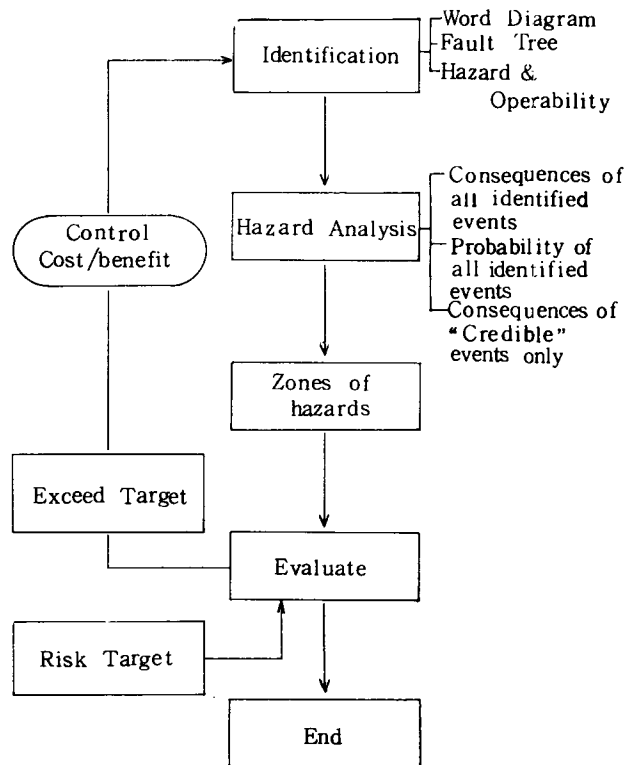 Identification
Word Diagram
Fault Tree
Hazard &
Operability
Hazard Analysis
Consequences of
all identified
events
Probability of
all identified
events
Consequences of
“Credible”
events only
Control
Cost/benefit
Zones of
hazards
Exceed Target
Evaluate
Risk Target
End